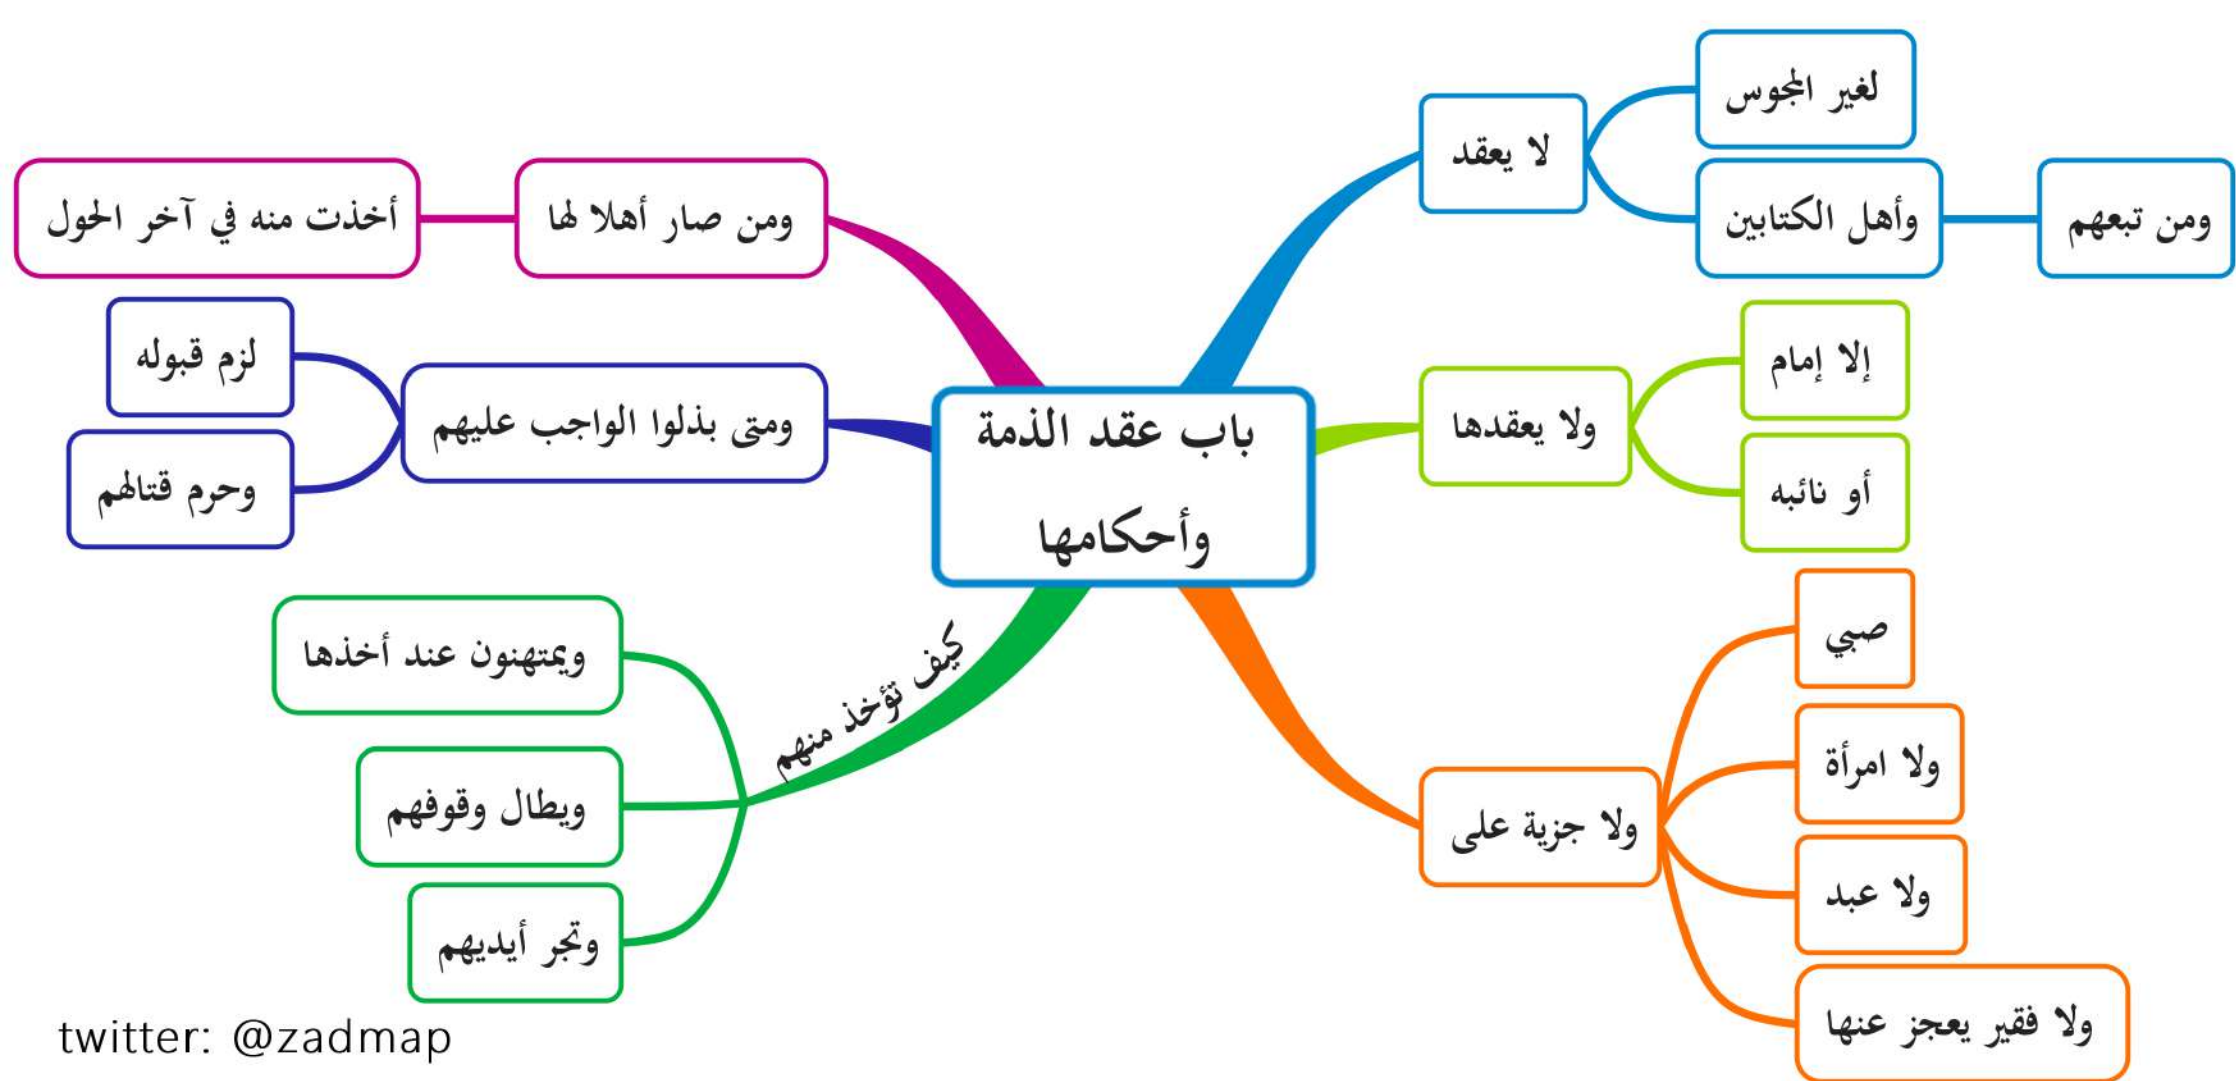 باب عقد الذمة
وأحكامها
لا يعقد
لغير المجوس
وأهل الكتابين
ومن تبعهم
ولا يعقدها
إلا إمام
أو نائبه
ولا جزية على
صبي
ولا امرأة
ولا عبد
ولا فقير يعجز عنها
ومن صار أهلا لها
أخذت منه في آخر الحول
ومتى بذلوا الواجب عليهم
لزم قبوله
وحرم قتالهم
كيف تؤخذ منهم
ويمتهنون عند أخذها
ويطال وقوفهم
وتجر أيديهم
twitter: @zadmap